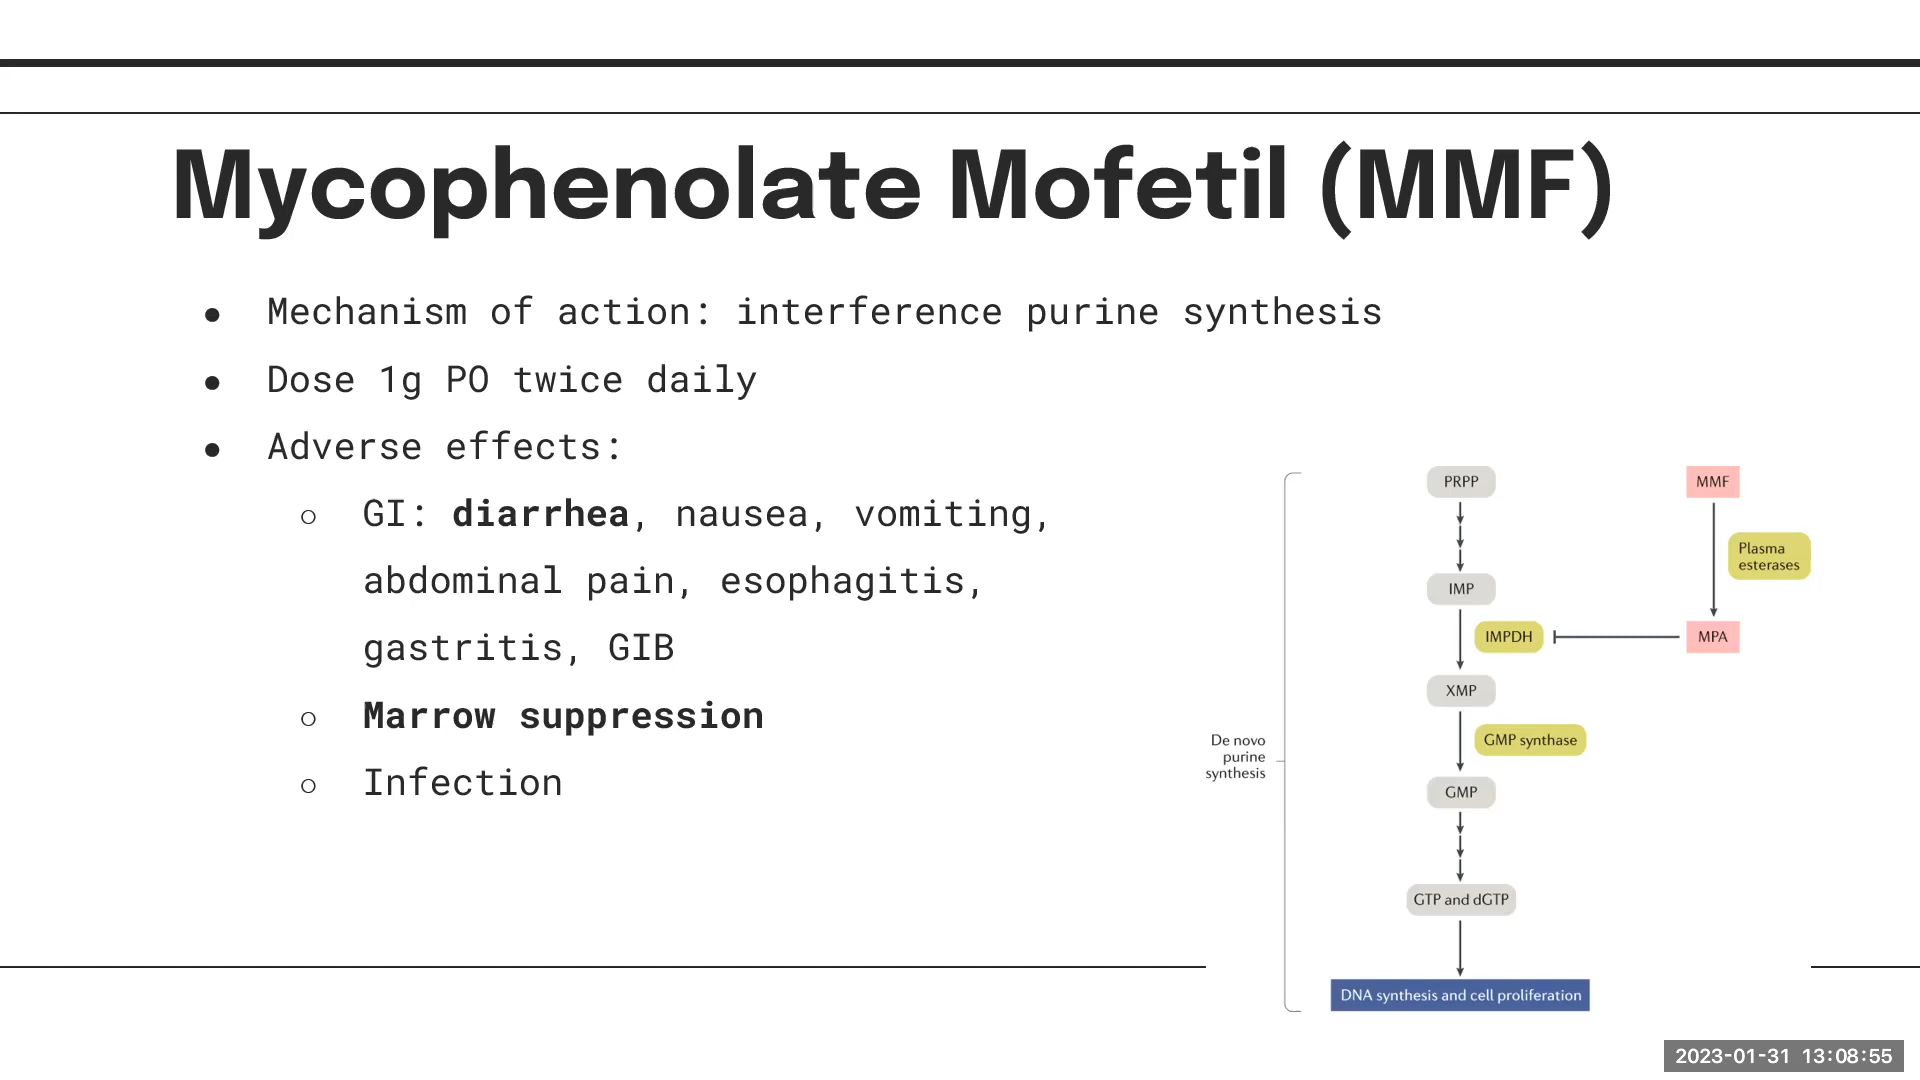 Mycophenolate Mofetil (MMF)
● Mechanism of action: interference purine synthesis
● Dose 1g PO twice daily
● Adverse effects:
○ GI: diarrhea, nausea, vomiting,
abdominal pain, esophagitis,
gastritis, GIB
○ Marrow suppression
○ Infection
PRPP
MMF
Plasma
esterases
IMP
IMPDH
MPA
XMP
GMP synthase
De novo
purine
synthesis
GMP
GTP and dGTP
DNA synthesis and cell proliferation
2023-01-31 13:08:55